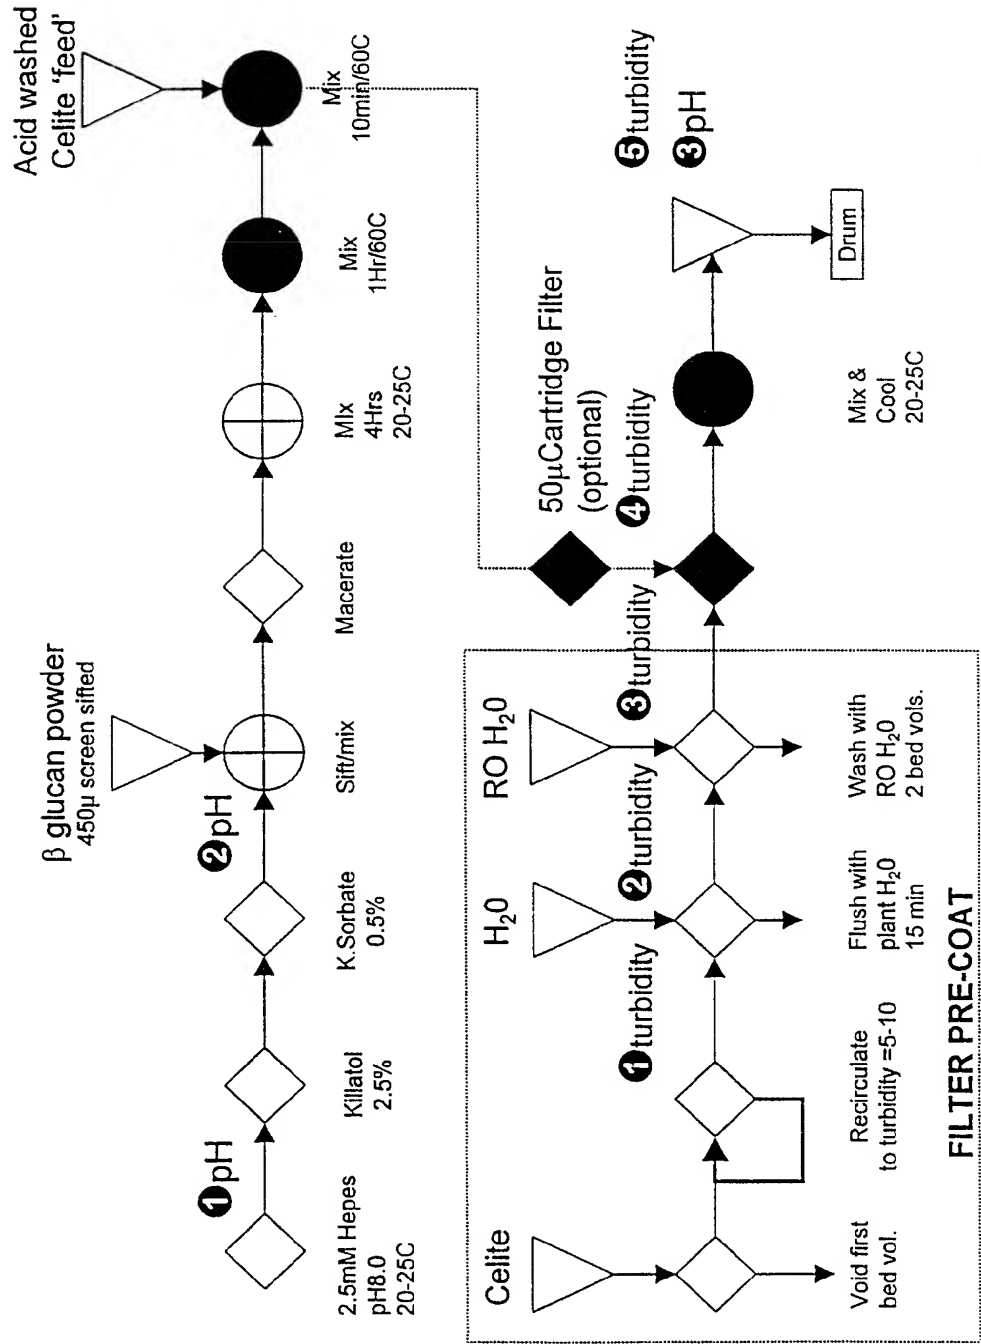 β glucan powder
450μ screen sifted
Acid washed
Celite 'feed'
❶pH
❷pH
2.5mM Hepes
pH8.0
20-25C
Killatol
2.5%
K.Sorbate
0.5%
Sift/mix
Macerate
MIx
4Hrs
20-25C
Mix
1Hr/60C
Mix
10min/60C
50μCartridge Filter
(optional)
Celite
H₂0
RO H₂0
❶turbidity
❷turbidity
❸turbidity
❹turbidity
❺turbidity
❸pH
Void first
bed vol.
Recirculate
to turbidity =5-10
Flush with
plant H₂0
15 min
Wash with
RO H₂0
2 bed vols.
Mix &
Cool
20-25C
Drum
FILTER PRE-COAT